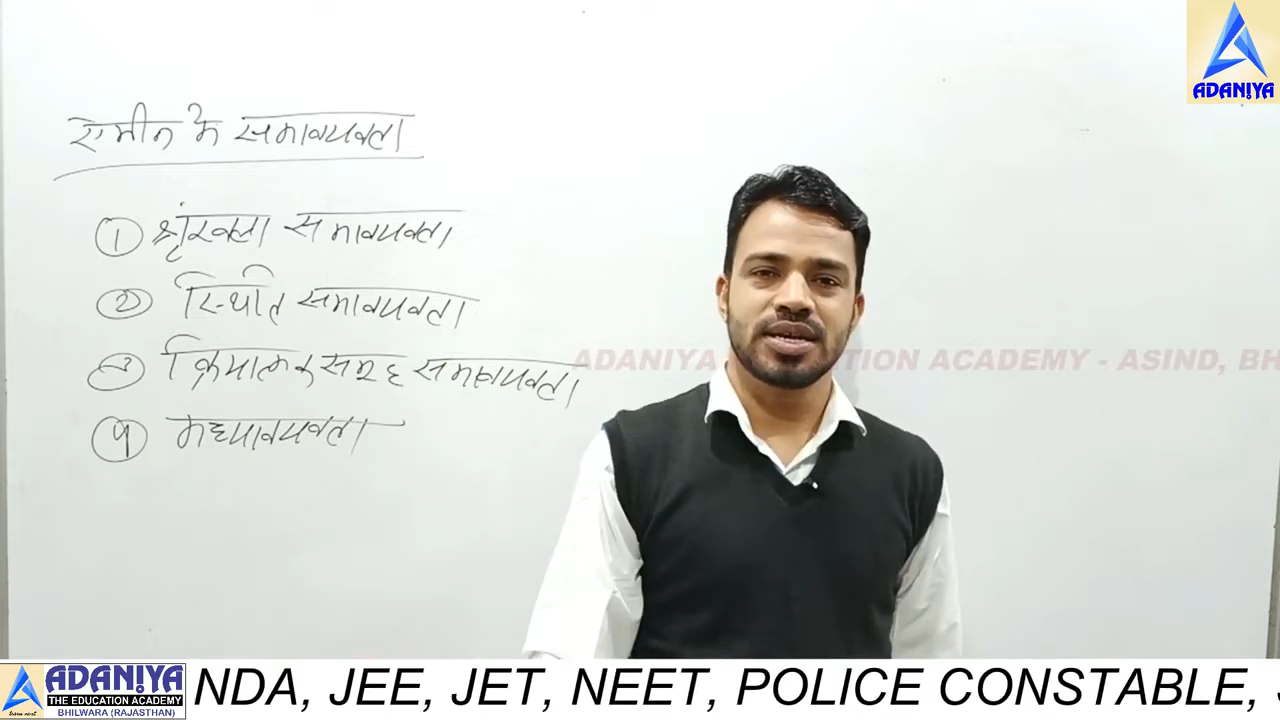 ADANIYA
एमीन में समावयवता
① श्रृंखला समावयवता
② स्थिति समावयवता
③ क्रियात्मक समूह समावयवता
④ मध्यावयवता
ADANIYA EDUCATION ACADEMY - ASIND, BH
ADANIYA
THE EDUCATION ACADEMY
BHILWARA (RAJASTHAN)
NDA, JEE, JET, NEET, POLICE CONSTABLE,